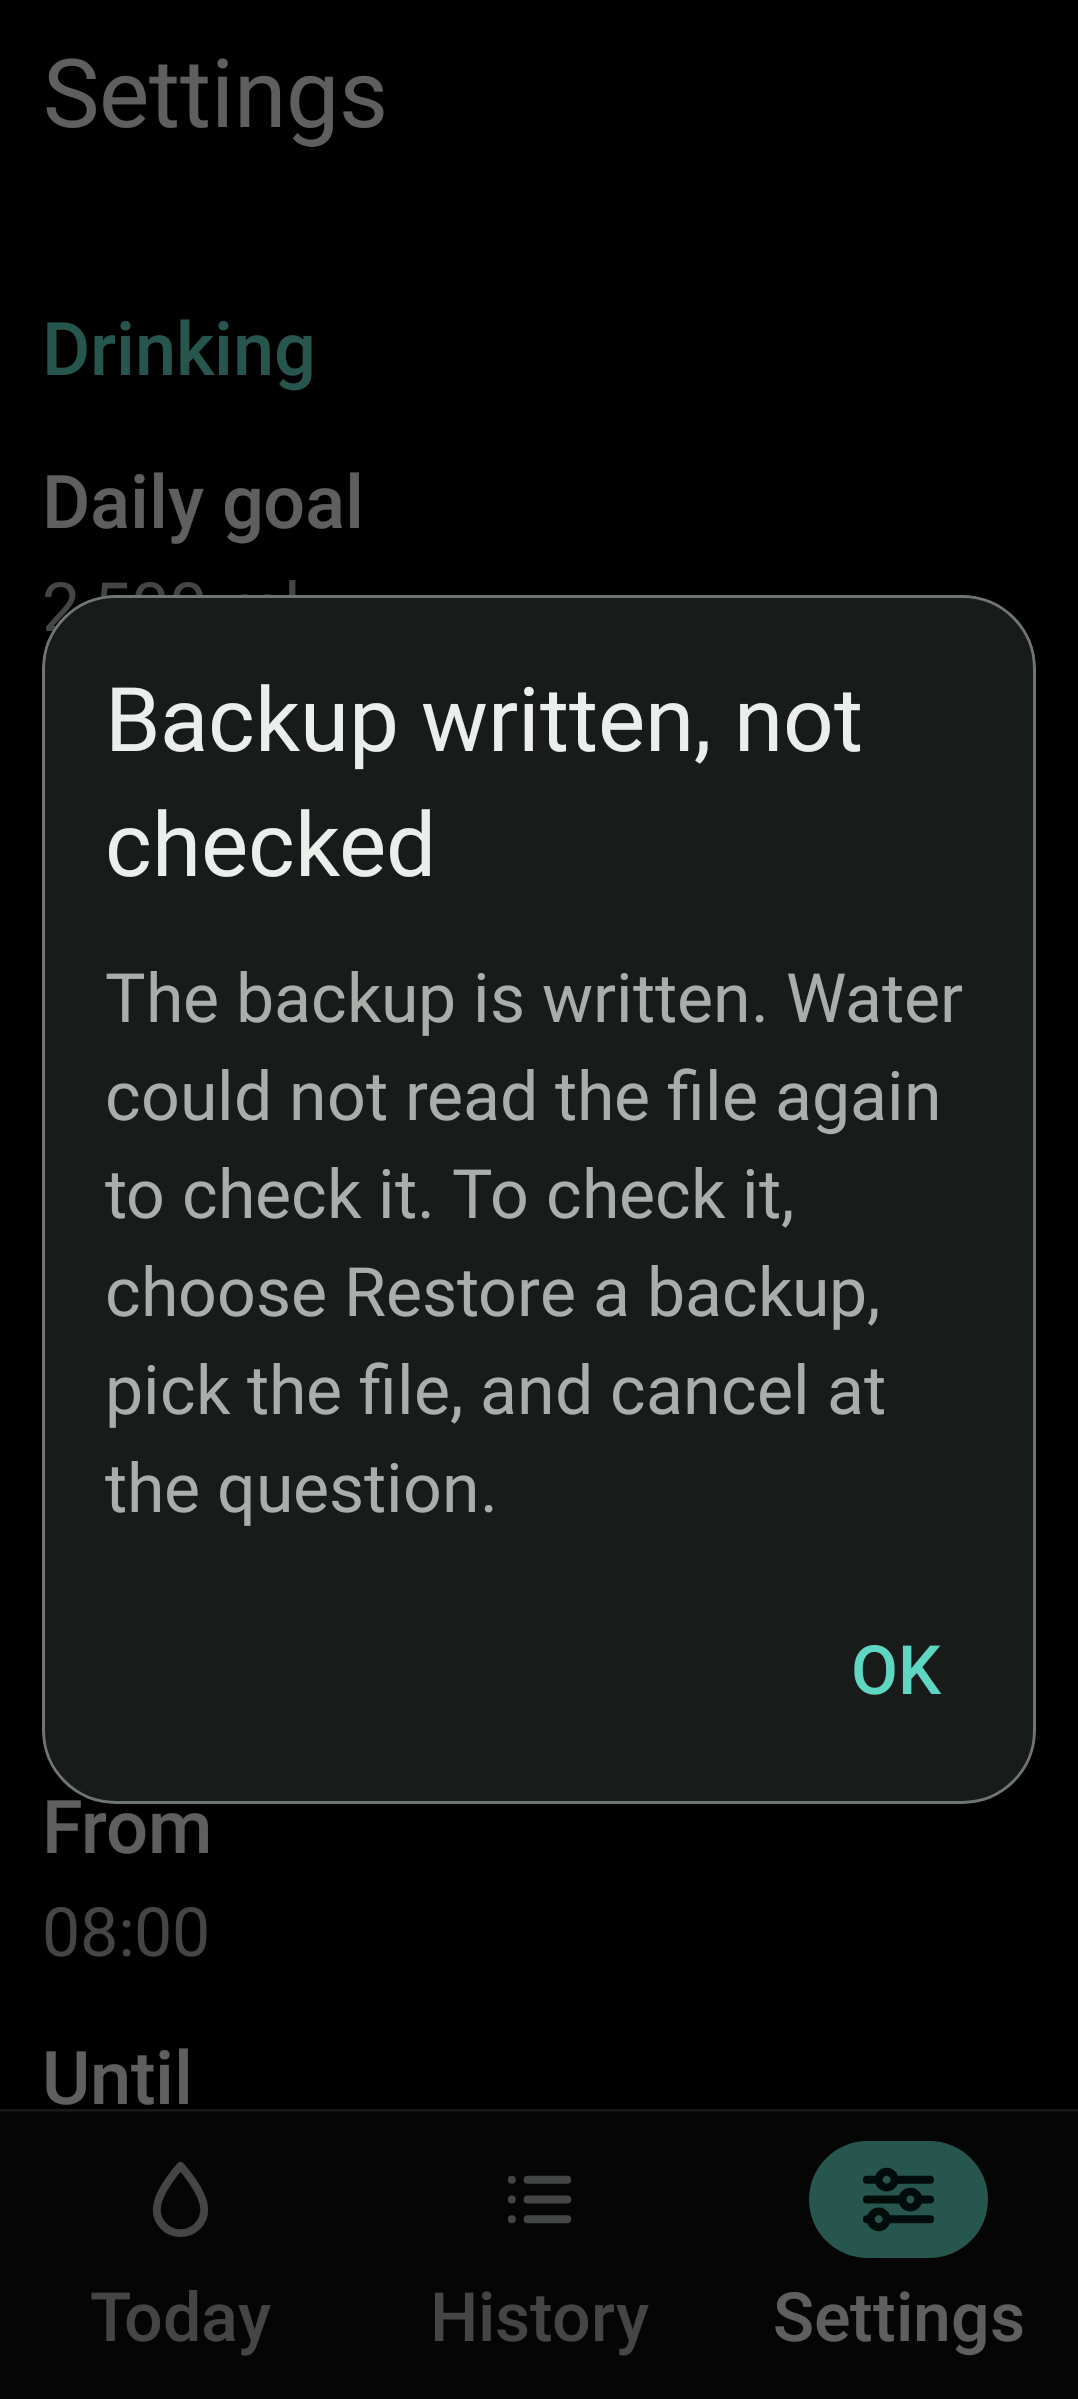 Settings
Drinking
Daily goal
Backup written, not
checked
The backup is written. Water
could not read the file again
to check it. To check it,
choose Restore a backup,
pick the file, and cancel at
the question.
OK
From
08:00
Until
Today
History
Settings